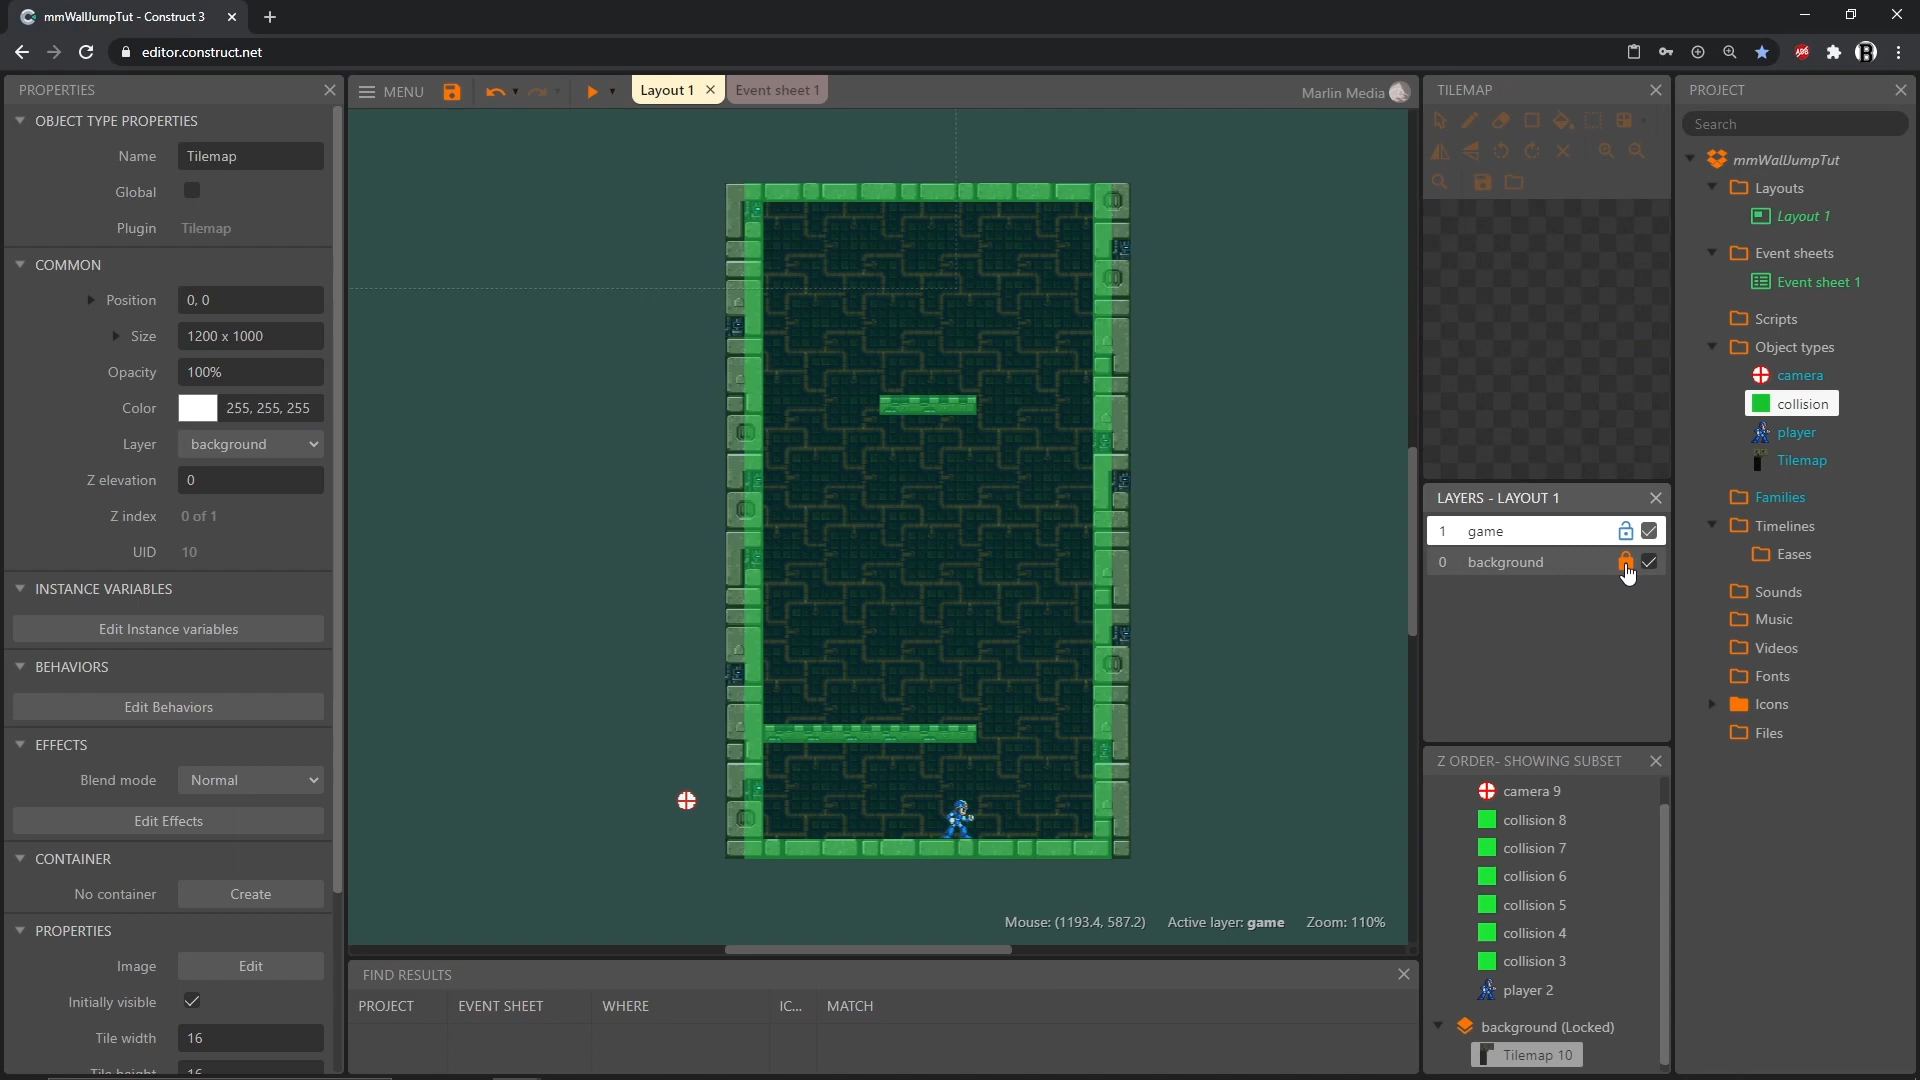 mmWallJumpTut - Construct 3
editor.construct.net
PROPERTIES
OBJECT TYPE PROPERTIES
Name Tilemap
Global
Plugin Tilemap
COMMON
Position 0, 0
Size 1200 x 1000
Opacity 100%
Color 255, 255, 255
Layer background
Z elevation 0
Z index 0 of 1
UID 10
INSTANCE VARIABLES
Edit Instance variables
BEHAVIORS
Edit Behaviors
EFFECTS
Blend mode Normal
Edit Effects
CONTAINER
No container Create
PROPERTIES
Image Edit
Initially visible
Tile width 16
Tile height 16
MENU
Layout 1
Event sheet 1
Marlin Media
Mouse: (1193.4, 587.2) Active layer: game Zoom: 110%
FIND RESULTS
PROJECT EVENT SHEET WHERE IC... MATCH
TILEMAP
LAYERS - LAYOUT 1
1 game
0 background
Z ORDER- SHOWING SUBSET
camera 9
collision 8
collision 7
collision 6
collision 5
collision 4
collision 3
player 2
background (Locked)
Tilemap 10
PROJECT
Search
mmWallJumpTut
Layouts
Layout 1
Event sheets
Event sheet 1
Scripts
Object types
camera
collision
player
Tilemap
Families
Timelines
Eases
Sounds
Music
Videos
Fonts
Icons
Files
ABP
B